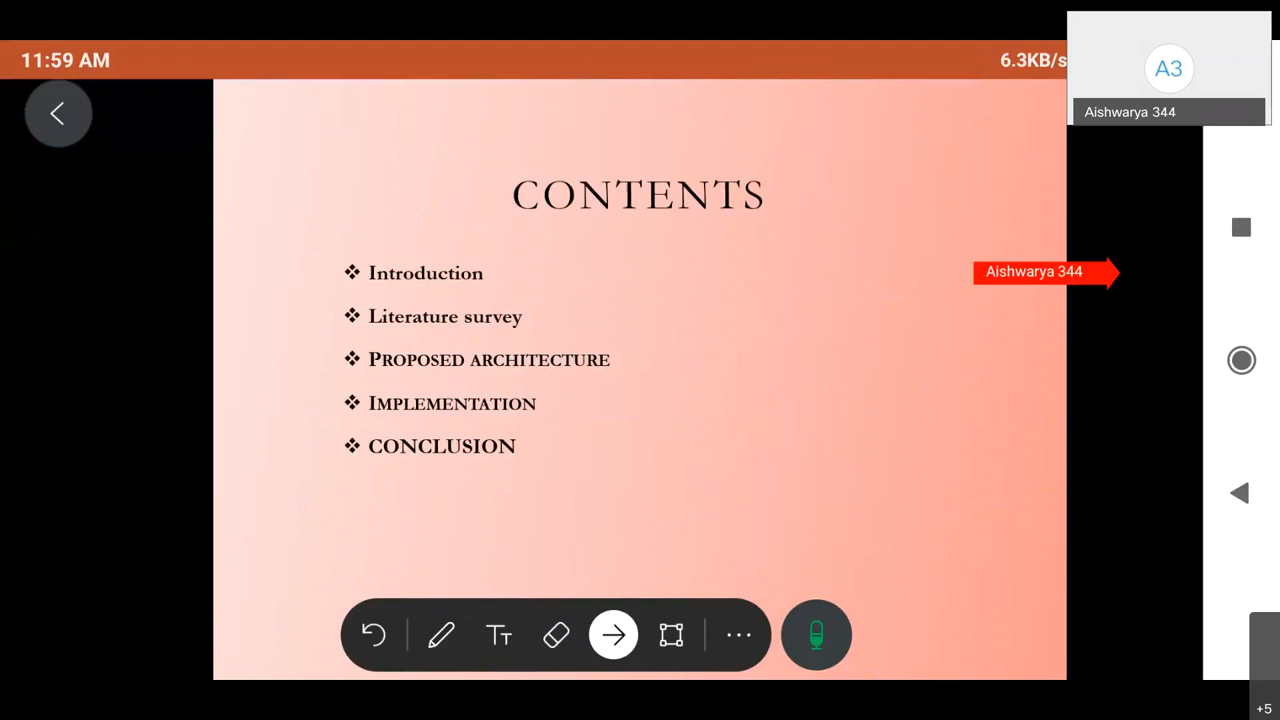 11:59 AM
6.3KB/s
A3
Aishwarya 344
CONTENTS
❖ Introduction
Aishwarya 344
❖ Literature survey
❖ PROPOSED ARCHITECTURE
❖ IMPLEMENTATION
❖ CONCLUSION
TT
+5